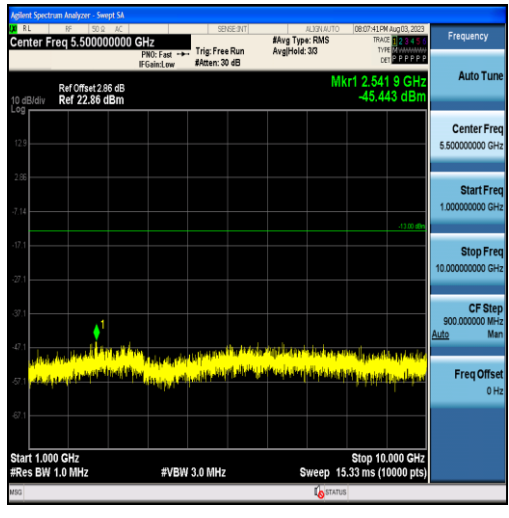 Agilent Spectrum Analyzer - Swept SA
RL RF 50 Ω AC SENSE:INT ALIGN AUTO 08:07:41 PM Aug 03, 2023
Center Freq 5.500000000 GHz
#Avg Type: RMS
TRACE 1 2 3 4 5 6
PNO: Fast
Trig: Free Run
Avg|Hold: 3/3
TYPE
IFGain:Low
#Atten: 30 dB
DET P P P P P P
Mkr1 2.541 9 GHz
-45.443 dBm
Ref Offset 2.86 dB
10 dB/div Ref 22.86 dBm
Log
12.9
2.86
-7.14
-13.00 dBm
-17.1
-27.1
-37.1
1
-47.1
-57.1
-67.1
Start 1.000 GHz
Stop 10.000 GHz
#Res BW 1.0 MHz
#VBW 3.0 MHz
Sweep 15.33 ms (10000 pts)
MSG
STATUS
Frequency
Auto Tune
Center Freq
5.500000000 GHz
Start Freq
1.000000000 GHz
Stop Freq
10.000000000 GHz
CF Step
900.000000 MHz
Auto Man
Freq Offset
0 Hz